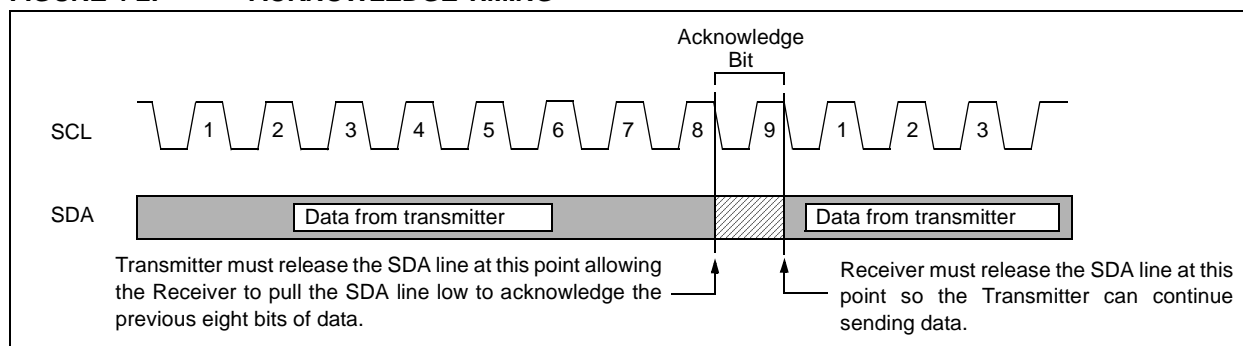 Acknowledge
Bit
SCL
1 2 3 4 5 6 7 8 9 1 2 3
SDA
Data from transmitter
Data from transmitter
Transmitter must release the SDA line at this point allowing
the Receiver to pull the SDA line low to acknowledge the
previous eight bits of data.
Receiver must release the SDA line at this
point so the Transmitter can continue
sending data.